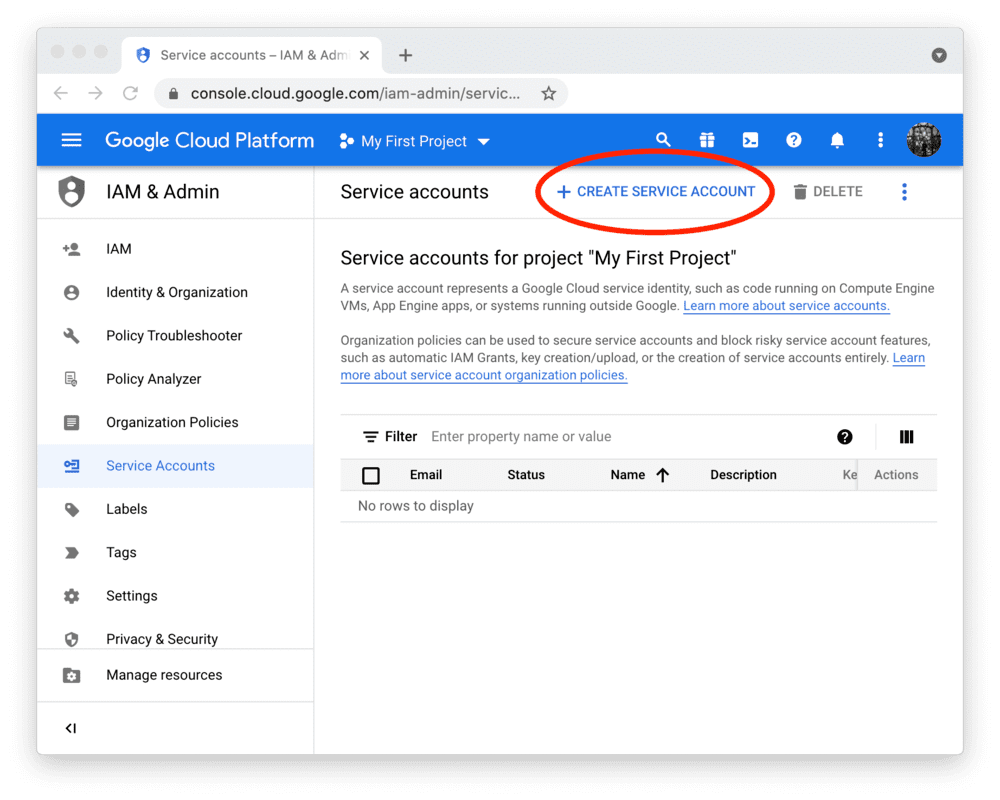 Service accounts – IAM & Adm
console.cloud.google.com/iam-admin/servic...
Google Cloud Platform
My First Project
IAM & Admin
Service accounts
+ CREATE SERVICE ACCOUNT
DELETE
IAM
Identity & Organization
Policy Troubleshooter
Policy Analyzer
Organization Policies
Service Accounts
Labels
Tags
Settings
Privacy & Security
Manage resources
Service accounts for project "My First Project"
A service account represents a Google Cloud service identity, such as code running on Compute Engine
VMs, App Engine apps, or systems running outside Google. Learn more about service accounts.
Organization policies can be used to secure service accounts and block risky service account features,
such as automatic IAM Grants, key creation/upload, or the creation of service accounts entirely. Learn
more about service account organization policies.
Filter Enter property name or value
Email Status Name Description Ke Actions
No rows to display